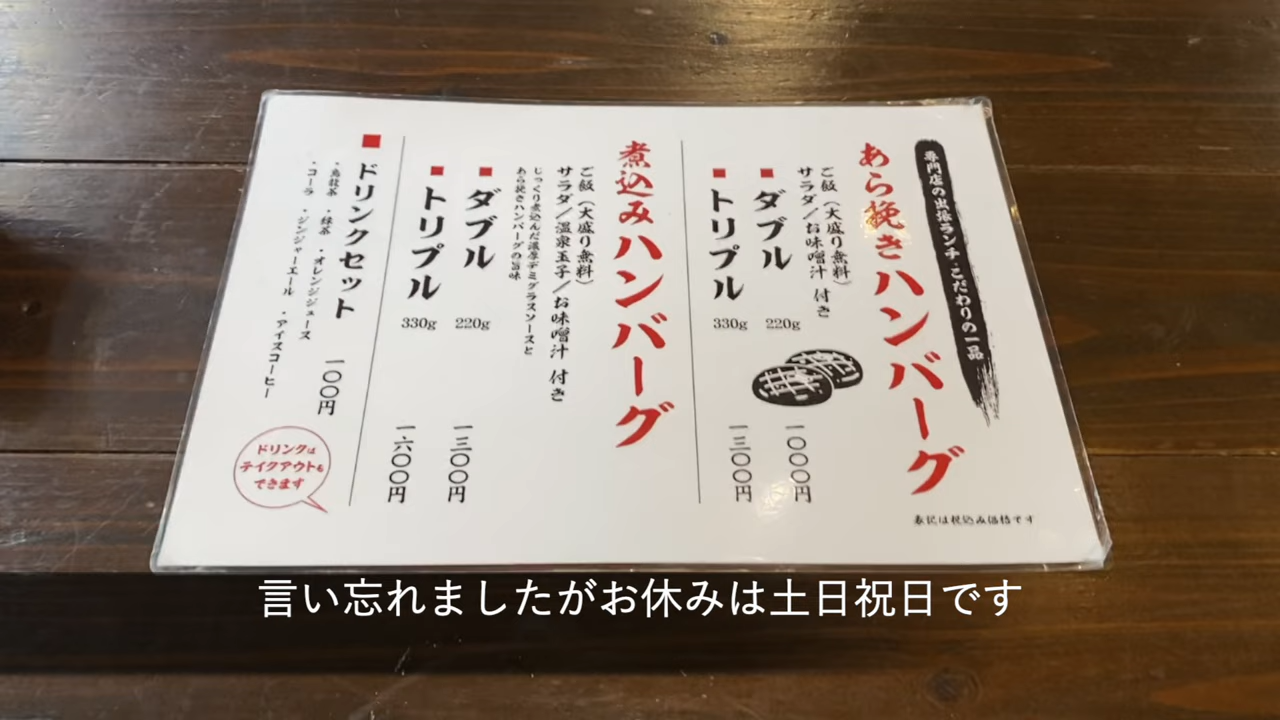 専門店の出張ランチ・こだわりの一品
あら挽きハンバーグ
ご飯（大盛り無料）
サラダ／お味噌汁 付き
■ダブル 220g 一〇〇〇円
■トリプル 330g 一三〇〇円
表記は税込み価格です
煮込みハンバーグ
ご飯（大盛り無料）
サラダ／温泉玉子／お味噌汁 付き
じっくり煮込んだ濃厚デミグラスソースと
あら挽きハンバーグの旨味
■ダブル 220g 一三〇〇円
■トリプル 330g 一六〇〇円
■ドリンクセット 一〇〇円
・烏龍茶 ・緑茶 ・オレンジジュース
・コーラ ・ジンジャーエール ・アイスコーヒー
ドリンクは
テイクアウトも
できます
言い忘れましたがお休みは土日祝日です